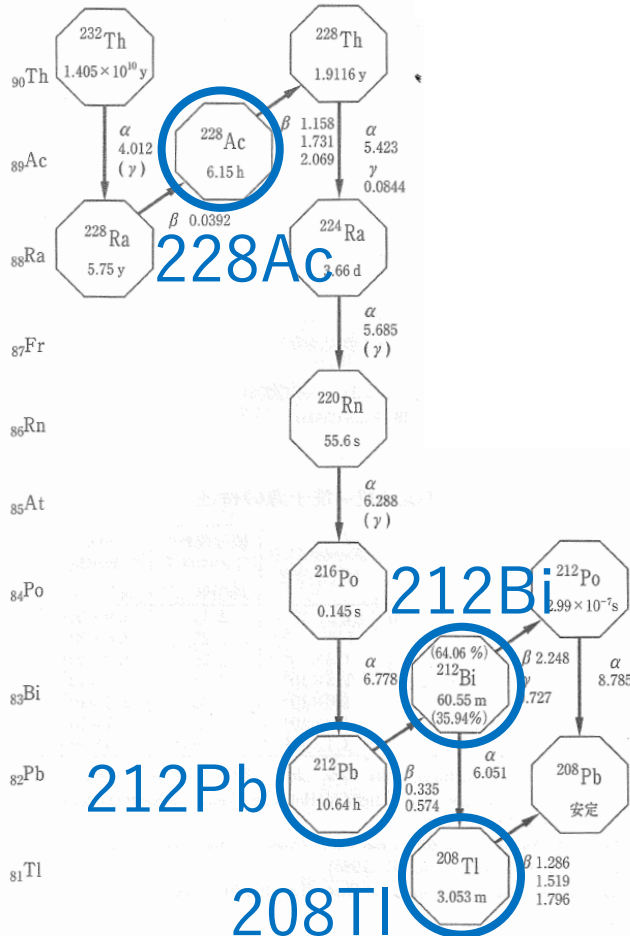 ²³²Th
1.405×10¹⁰ y
²²⁸Th
1.9116 y
₉₀Th
α
4.012
(γ)
²²⁸Ac
6.15 h
β 1.158
1.731
2.069
α
5.423
γ
0.0844
₈₉Ac
²²⁸Ra
5.75 y
β 0.0392
228Ac
²²⁴Ra
3.66 d
₈₈Ra
α
5.685
(γ)
₈₇Fr
²²⁰Rn
55.6 s
₈₆Rn
α
6.288
(γ)
₈₅At
²¹⁶Po
0.145 s
212Bi
²¹²Po
2.99×10⁻⁷s
₈₄Po
α
6.778
(64.06 %)
²¹²Bi
60.55 m
(35.94%)
β 2.248
γ
.727
α
8.785
₈₃Bi
212Pb
²¹²Pb
10.64 h
β
0.335
0.574
α
6.051
²⁰⁸Pb
安定
₈₂Pb
²⁰⁸Tl
3.053 m
β 1.286
1.519
1.796
₈₁Tl
208Tl